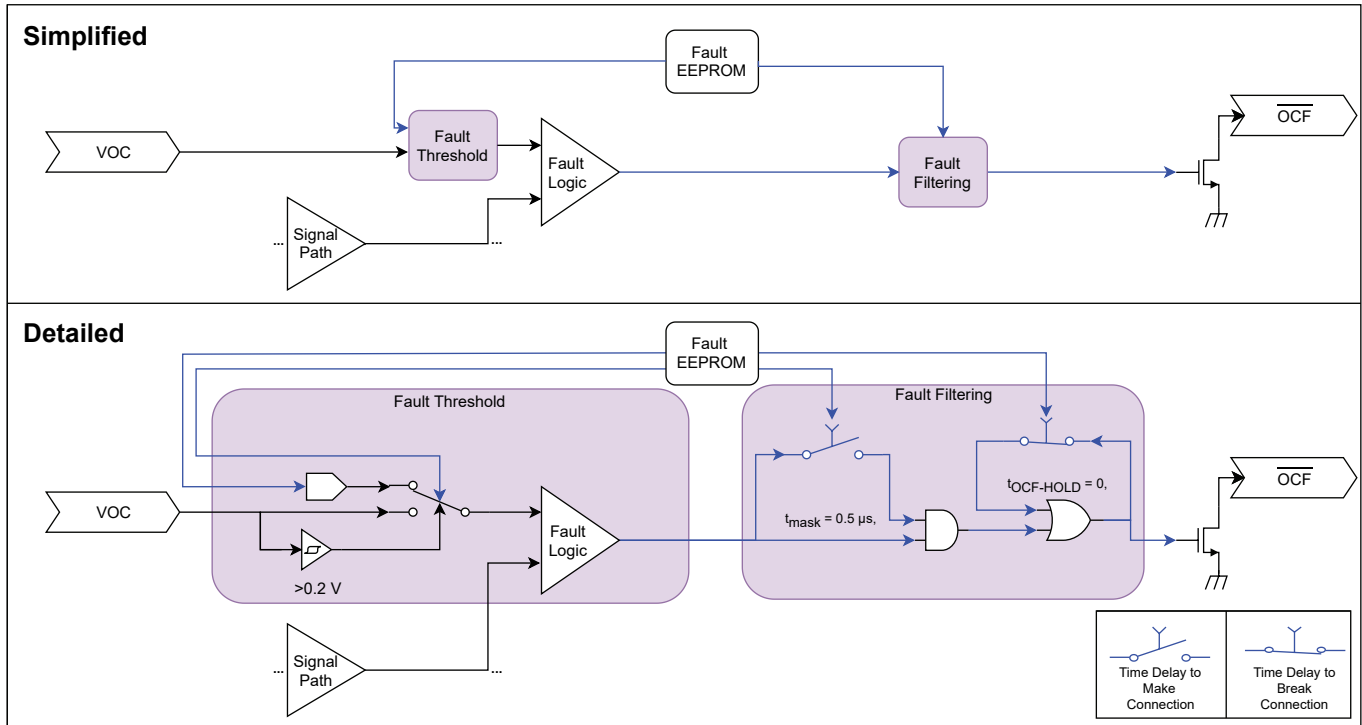 Simplified
Fault
EEPROM
VOC
Fault
Threshold
Fault
Logic
Fault
Filtering
OCF
Signal
Path
...
...
Detailed
Fault
EEPROM
Fault Threshold
Fault Filtering
VOC
>0.2 V
Fault
Logic
tmask = 0.5 μs,
tOCF-HOLD = 0,
OCF
Signal
Path
...
...
Time Delay to
Make
Connection
Time Delay to
Break
Connection